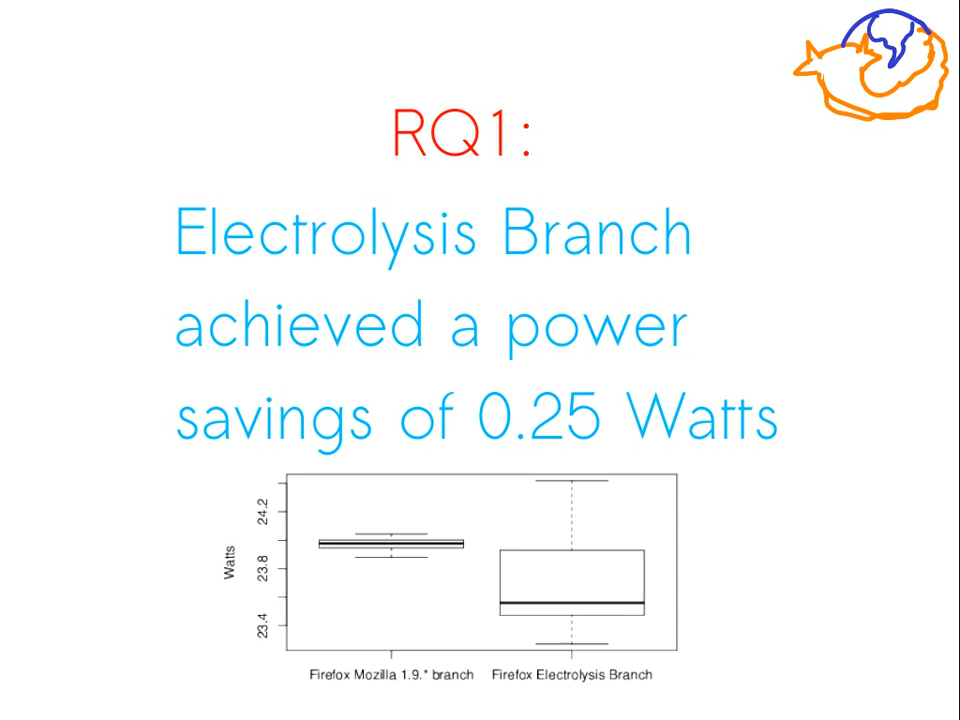 RQ1:
Electrolysis Branch
achieved a power
savings of 0.25 Watts
Watts
24.2
23.8
23.4
Firefox Mozilla 1.9.* branch
Firefox Electrolysis Branch